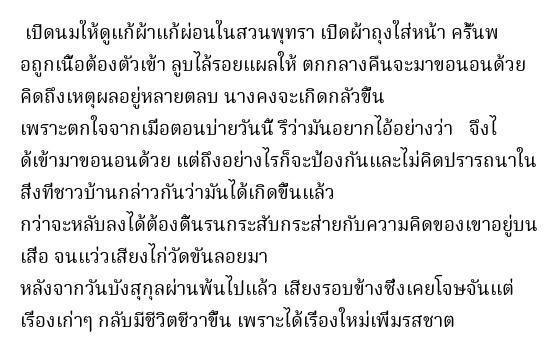 เปิดนมให้ดูแก้ผ้าแก้ผ่อนในสวนพุทรา เปิดผ้าถุงใส่หน้า ครั้นพ
อถูกเนื้อต้องตัวเข้า ลูบไล้รอยแผลให้ ตกกลางคืนจะมาขอนอนด้วย
คิดถึงเหตุผลอยู่หลายตลบ นางคงจะเกิดกลัวขึ้น
เพราะตกใจจากเมื่อตอนบ่ายวันนี้ รึว่ามันอยากไอ้อย่างว่า จึงไ
ด้เข้ามาขอนอนด้วย แต่ถึงอย่างไรก็จะป้องกันและไม่คิดปรารถนาใน
สิ่งที่ชาวบ้านกล่าวกันว่ามันได้เกิดขึ้นแล้ว
กว่าจะหลับลงได้ต้องดิ้นรนกระสับกระส่ายกับความคิดของเขาอยู่บน
เสื่อ จนแว่วเสียงไก่วัดขันลอยมา
หลังจากวันบังสุกุลผ่านพ้นไปแล้ว เสียงรอบข้างซึ่งเคยโจษจันแต่
เรื่องเก่าๆ กลับมีชีวิตชีวาขึ้น เพราะได้เรื่องใหม่เพิ่มรสชาต